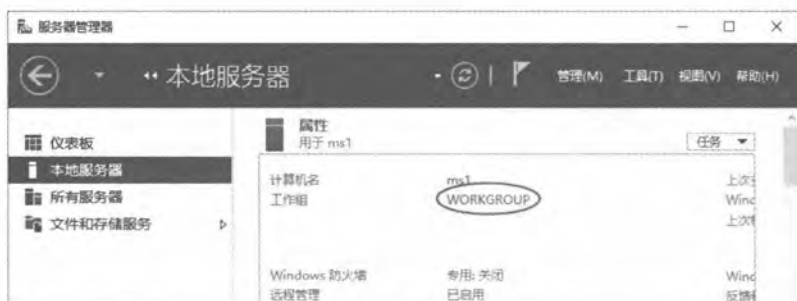 服务器管理器
本地服务器
管理(M) 工具(T) 视图(V) 帮助(H)
仪表板
本地服务器
所有服务器
文件和存储服务
属性
用于 ms1
任务
计算机名 ms1
工作组 WORKGROUP
Windows 防火墙 专用: 关闭
远程管理 已启用